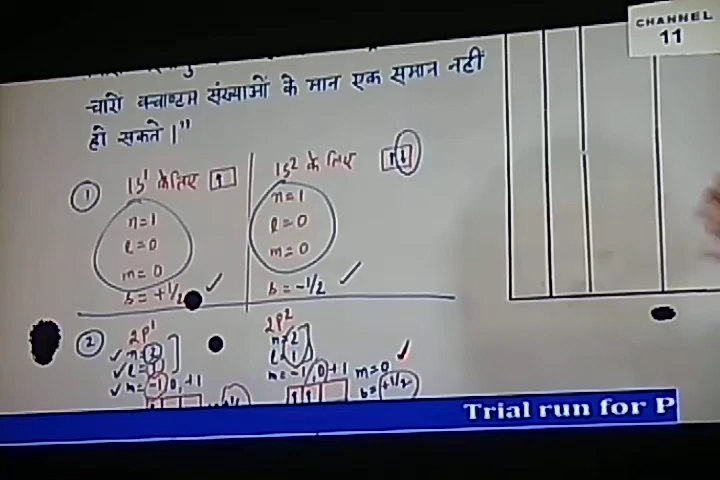 CHANNEL
11
चारों क्वाण्टम संख्याओं के मान एक समान नहीं
हो सकते।"
① 1s¹ के लिए 1
n=1
l=0
m=0
s=+1/2 ✓
1s² के लिए
n=1
l=0
m=0
s=-1/2 ✓
② 2p¹
✓ n=2
✓ l=1
✓ m=-1,0,+1
2p²
n=2
l=1
m=-1,0,+1
m=0 ✓
s=+1/2
Trial run for P